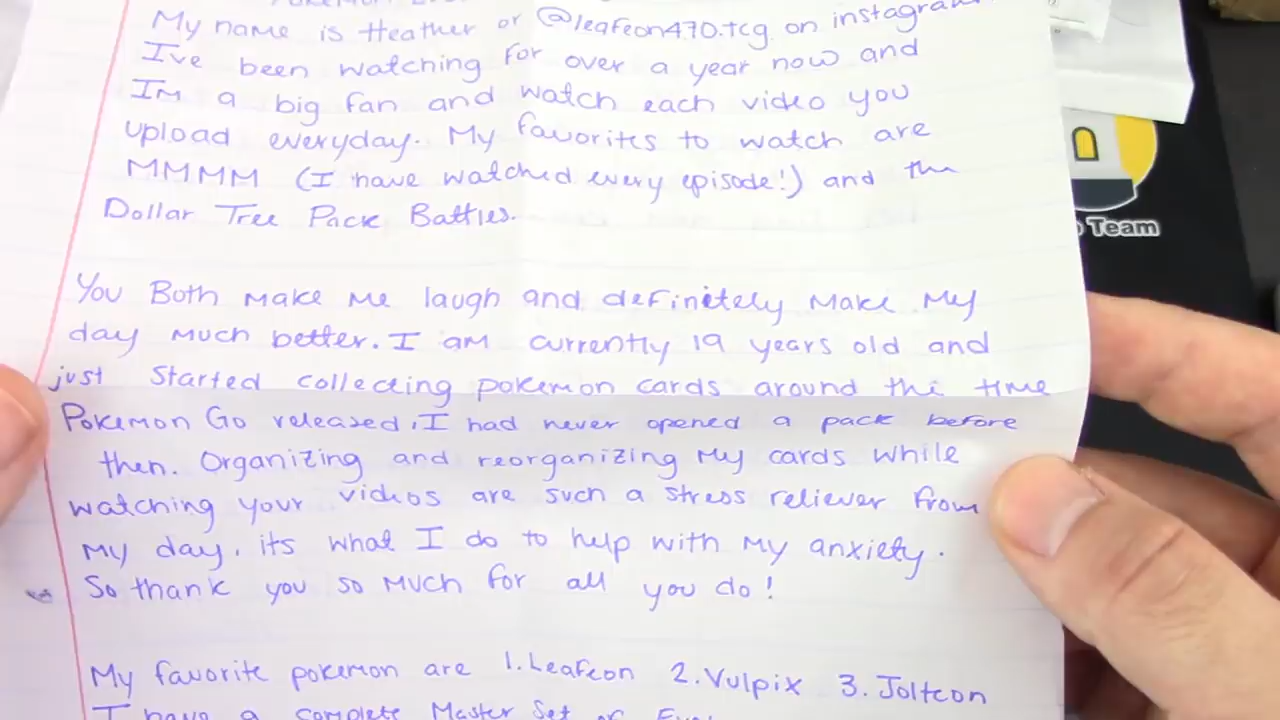 My name is Heather or @leafeon470.tcg on instagram
I've been watching for over a year now and
Im a big fan and watch each video you
upload everyday. My favorites to watch are
MMMM (I have watched every episode!) and the
Dollar Tree Pack Battles.
You Both make me laugh and definitely make my
day much better. I am currently 19 years old and
just started collecting pokemon cards around the time
Pokemon Go released, I had never opened a pack before
then. Organizing and reorganizing my cards while
watching your videos are such a stress reliever from
my day, its what I do to help with my anxiety.
So thank you so much for all you do!
My favorite pokemon are 1. Leafeon 2. Vulpix 3. Jolteon
I have a complete Master Set of
Team